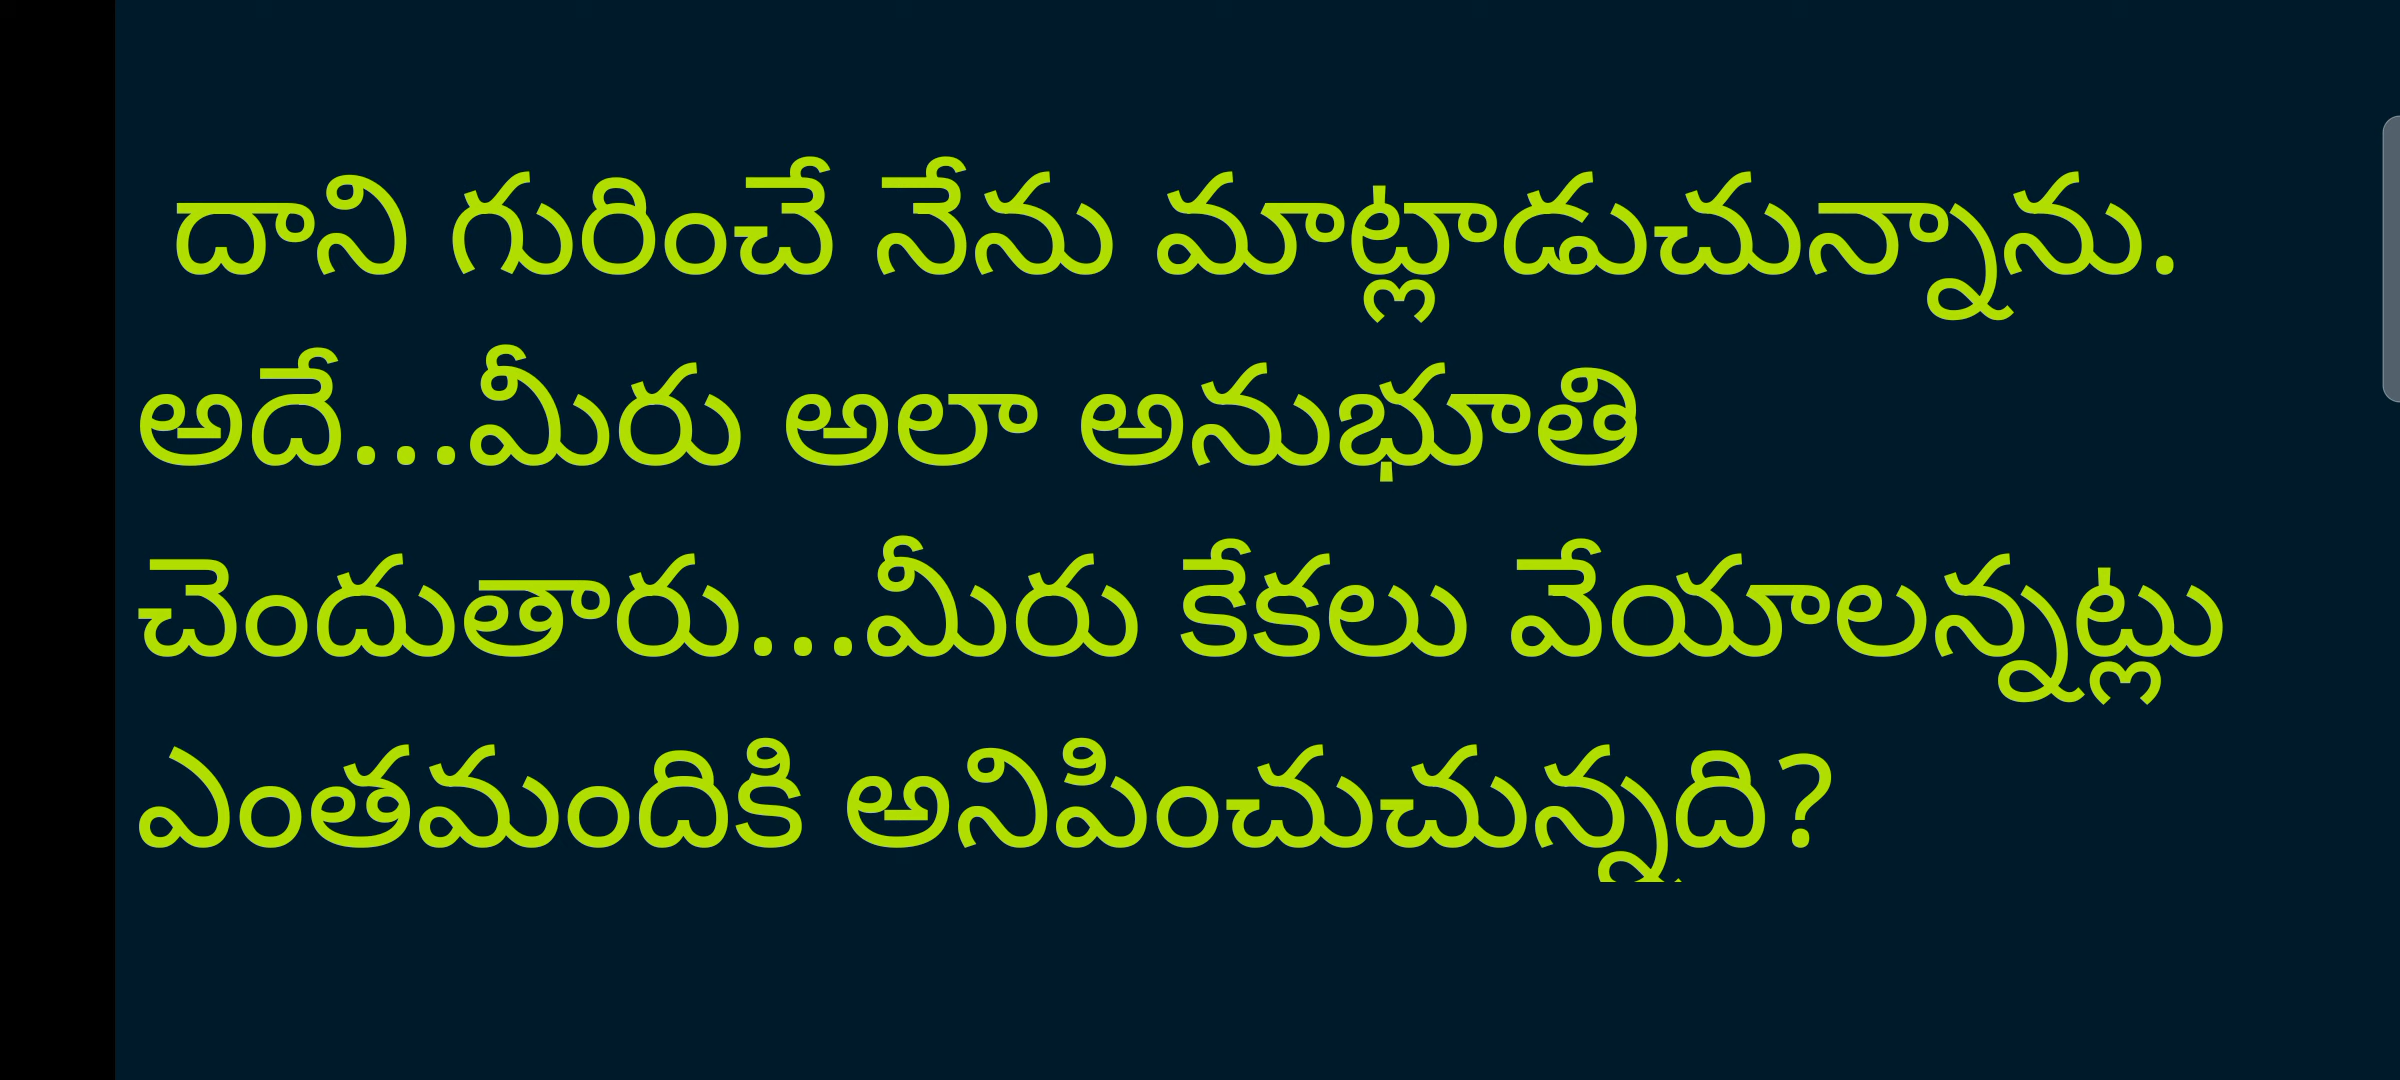 దాని గురించే నేను మాట్లాడుచున్నాను.
అదే...మీరు అలా అనుభూతి
చెందుతారు...మీరు కేకలు వేయాలన్నట్లు
ఎంతమందికి అనిపించుచున్నది?